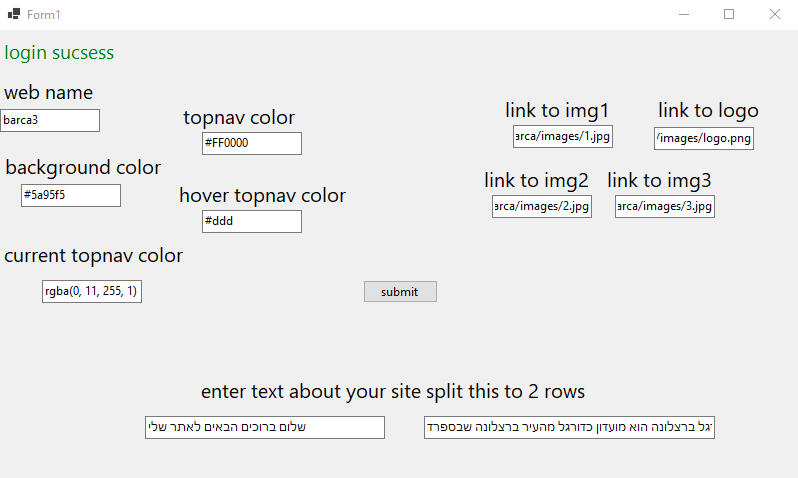 Form1
login sucsess
web name
barca3
topnav color
#FF0000
link to img1
arca/images/1.jpg
link to logo
/images/logo.png
background color
#5a95f5
hover topnav color
#ddd
link to img2
arca/images/2.jpg
link to img3
arca/images/3.jpg
current topnav color
rgba(0, 11, 255, 1)
submit
enter text about your site split this to 2 rows
שלום ברוכים הבאים לאתר שלי
רגל ברצלונה הוא מועדון כדורגל מהעיר ברצלונה שבספרד